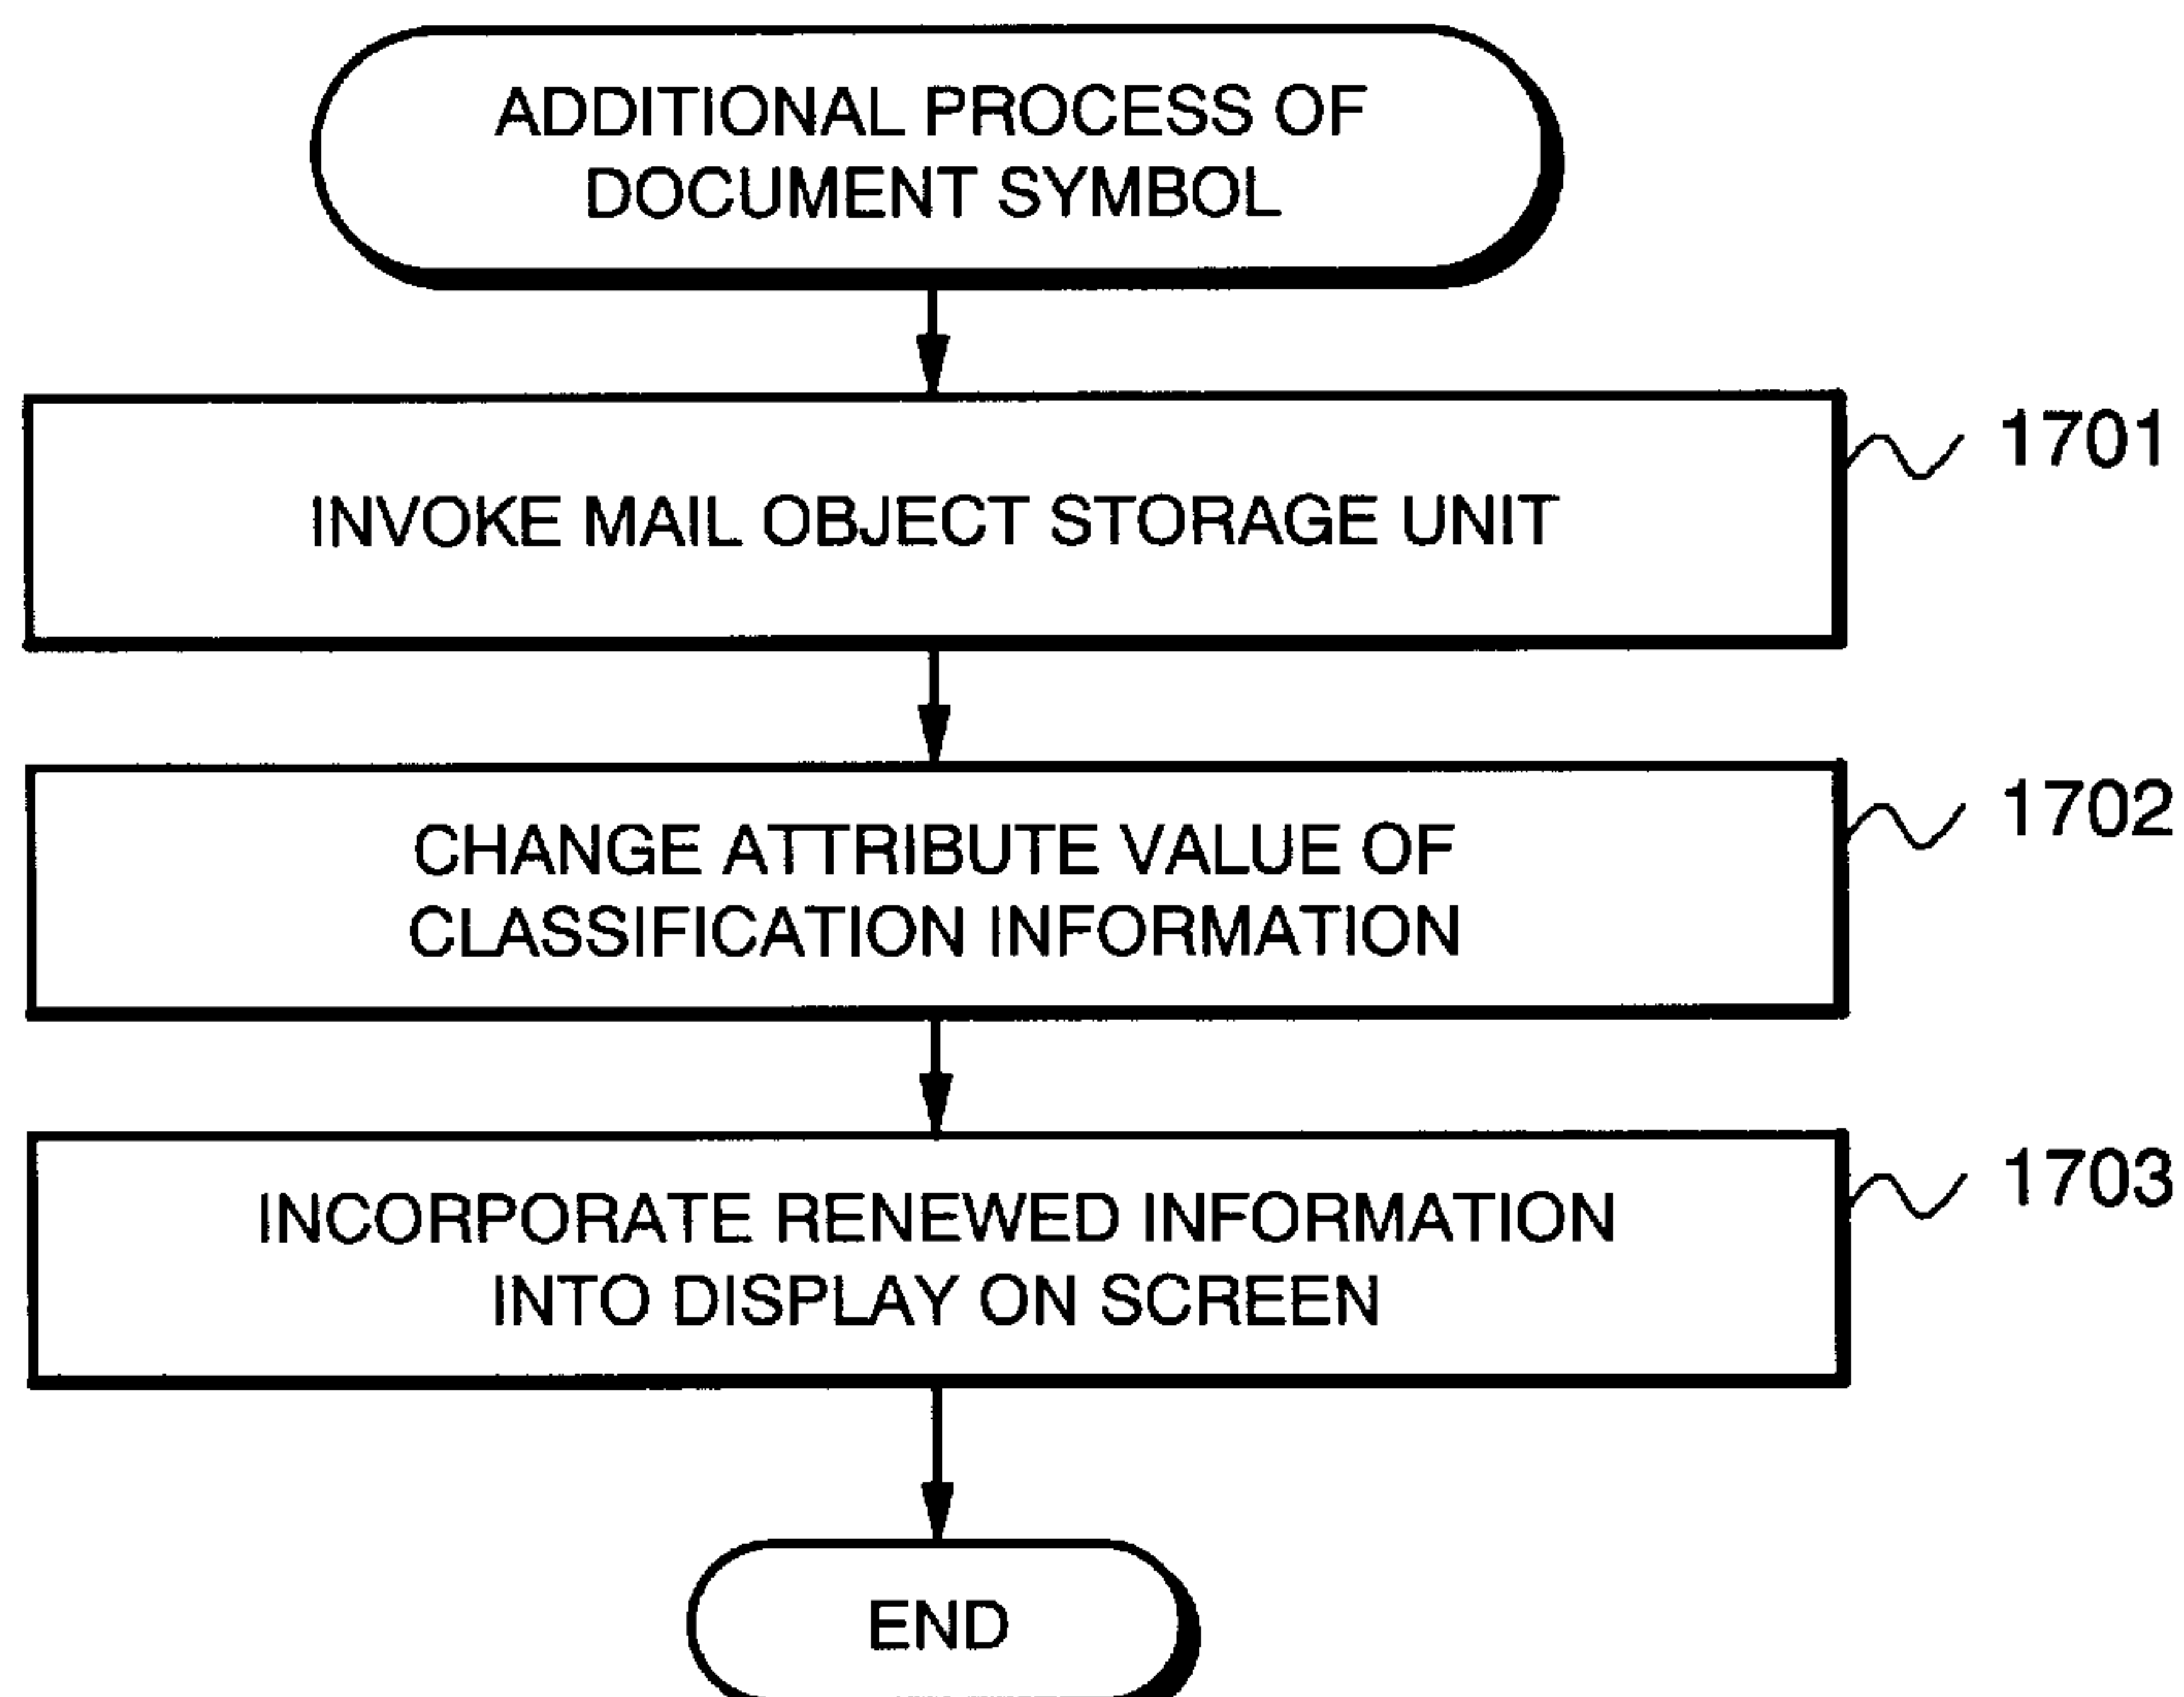 ADDITIONAL PROCESS OF
DOCUMENT SYMBOL
1701
INVOKE MAIL OBJECT STORAGE UNIT
1702
CHANGE ATTRIBUTE VALUE OF
CLASSIFICATION INFORMATION
1703
INCORPORATE RENEWED INFORMATION
INTO DISPLAY ON SCREEN
END